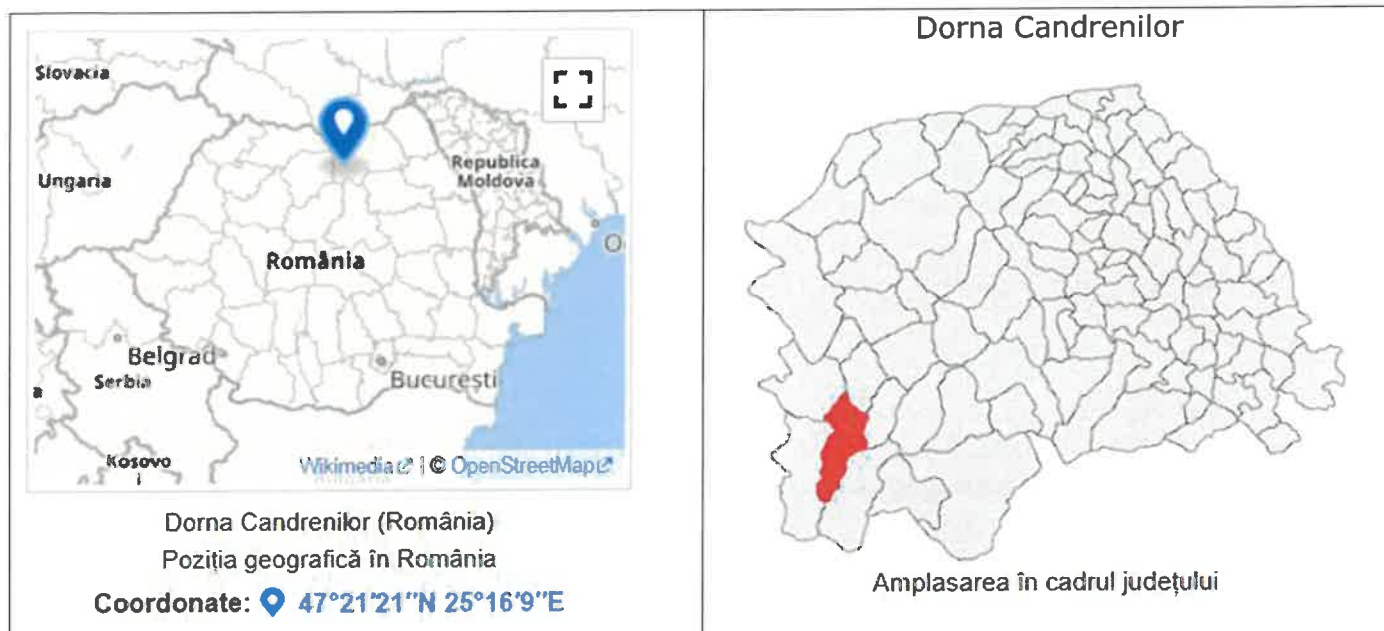 Slovacia
Ungaria
Republica
Moldova
România
Belgrad
București
Serbia
Kosovo
Wikimedia | © OpenStreetMap
Dorna Candrenilor (România)
Poziția geografică în România
Coordonate: 47°21′21″N 25°16′9″E
Dorna Candrenilor
Amplasarea în cadrul județului